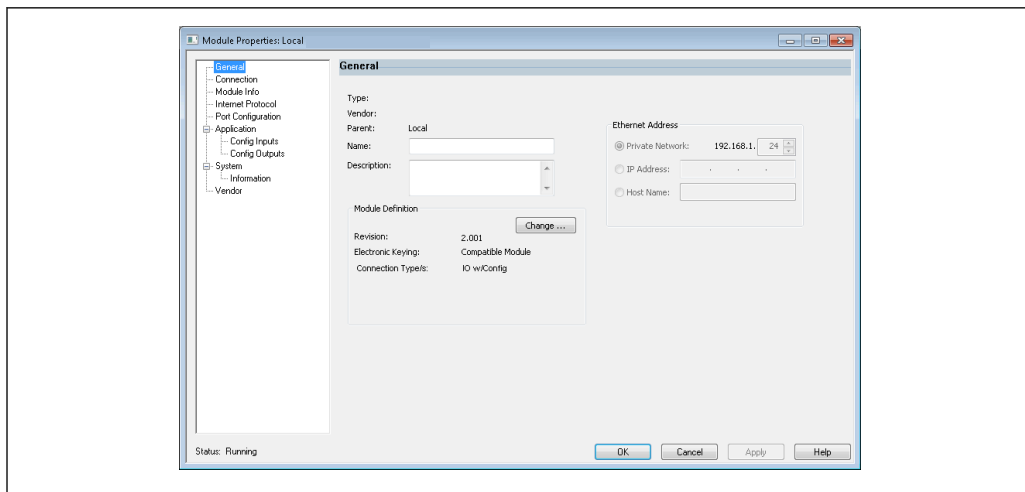 Module Properties: Local
General
Connection
Module Info
Internet Protocol
Port Configuration
Application
Config Inputs
Config Outputs
System
Information
Vendor
General
Type:
Vendor:
Parent: Local
Name:
Description:
Module Definition
Change ...
Revision: 2.001
Electronic Keying: Compatible Module
Connection Type/s: IO w/Config
Ethernet Address
Private Network: 192.168.1. 24
IP Address: . . .
Host Name:
Status: Running
OK Cancel Apply Help